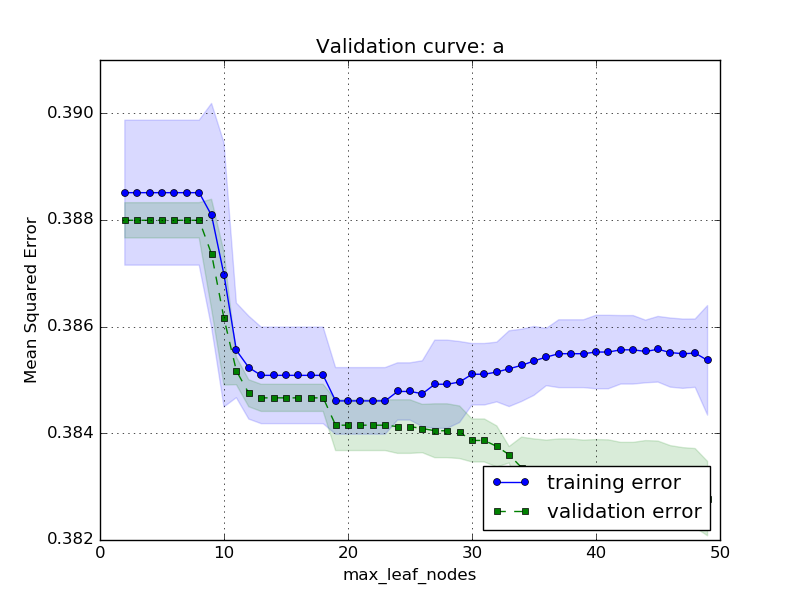 Validation curve: a
Mean Squared Error
0.390
0.388
0.386
0.384
0.382
0
10
20
30
40
50
max_leaf_nodes
training error
validation error